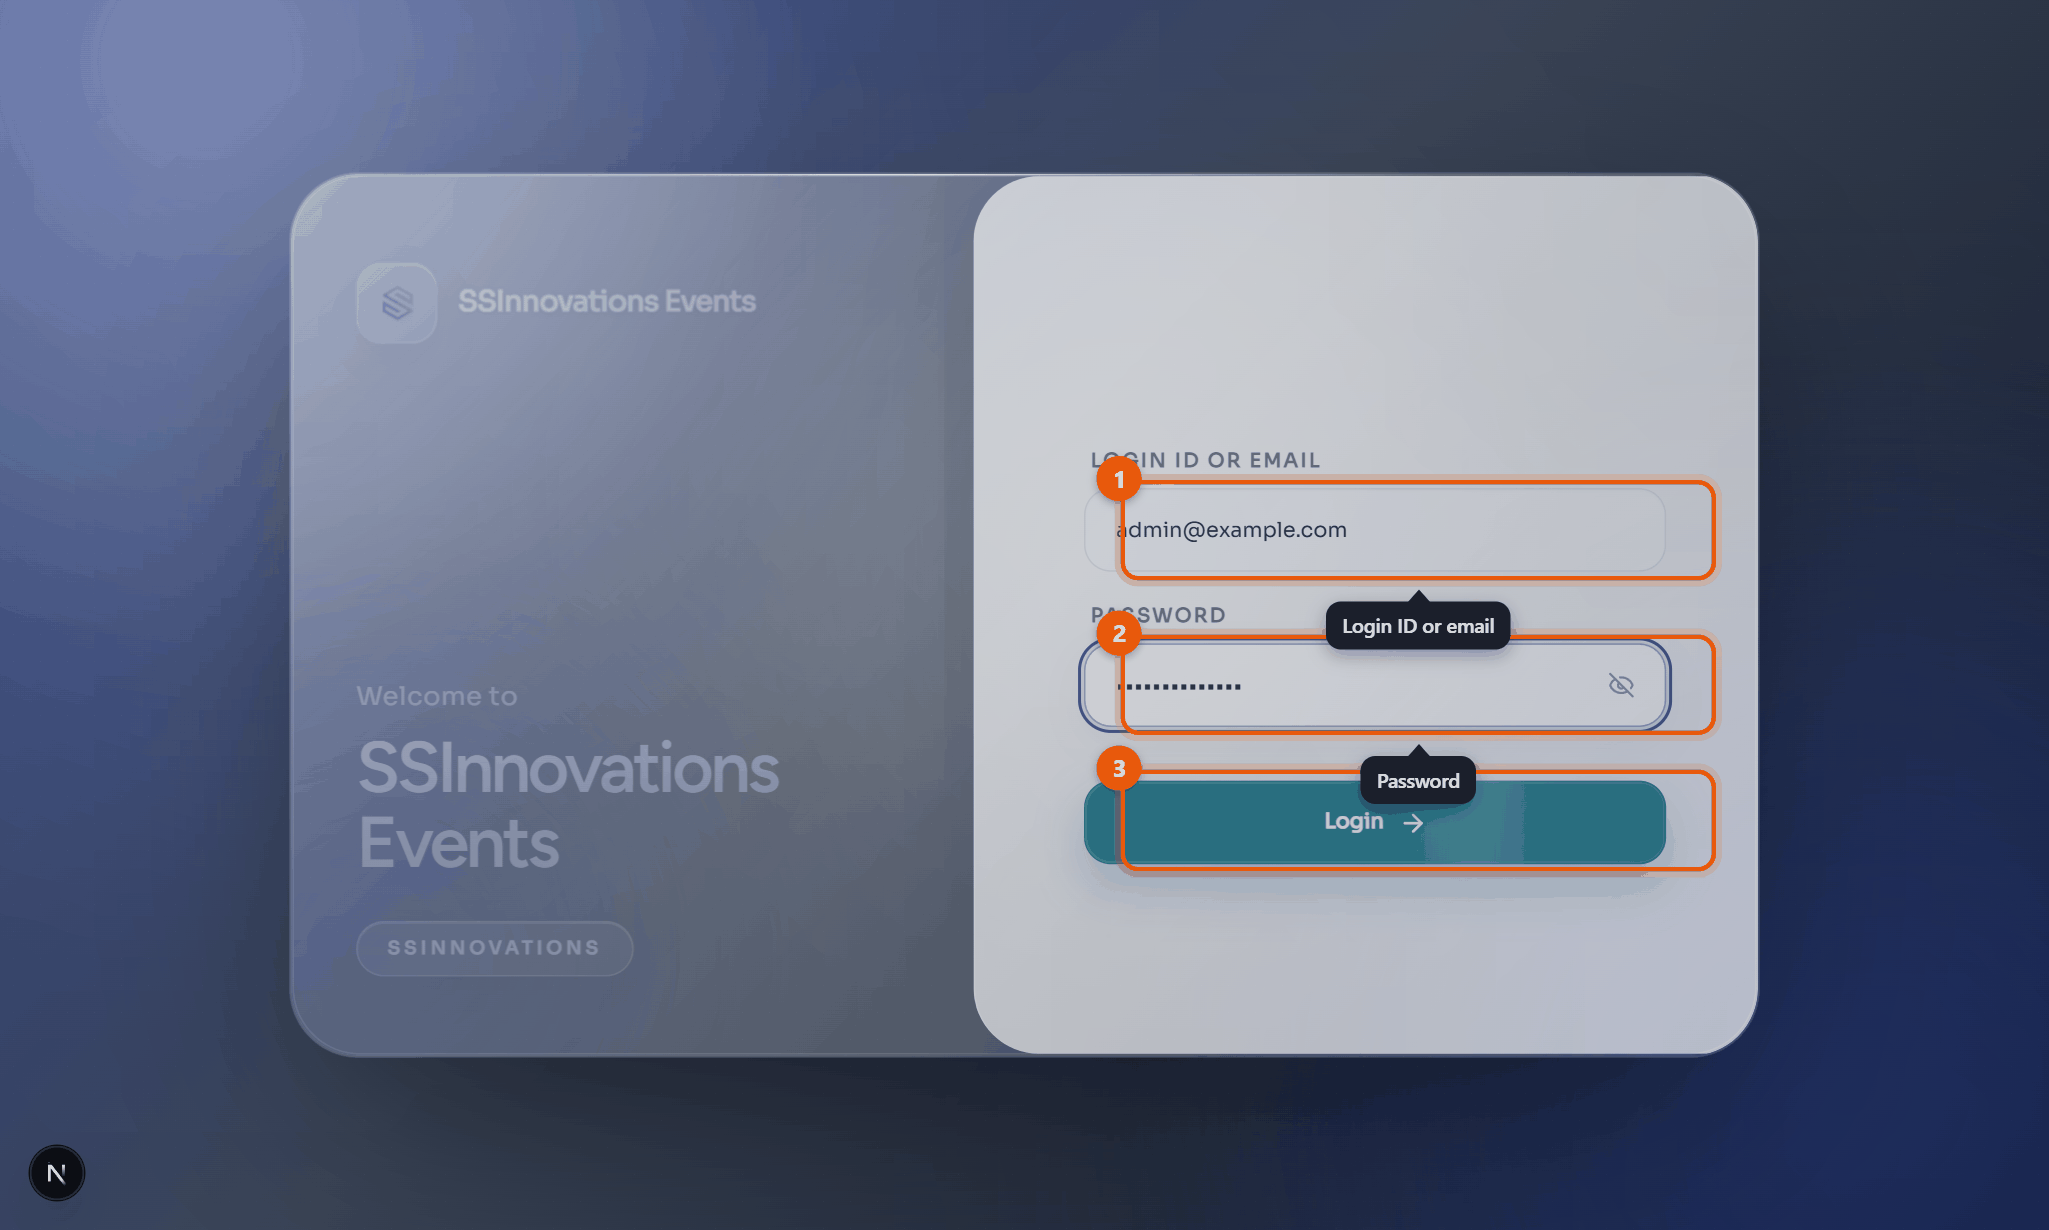 SSInnovations Events
Welcome to
SSInnovations
Events
SSINNOVATIONS
LOGIN ID OR EMAIL
1
admin@example.com
Login ID or email
PASSWORD
2
Password
3
Login →
N